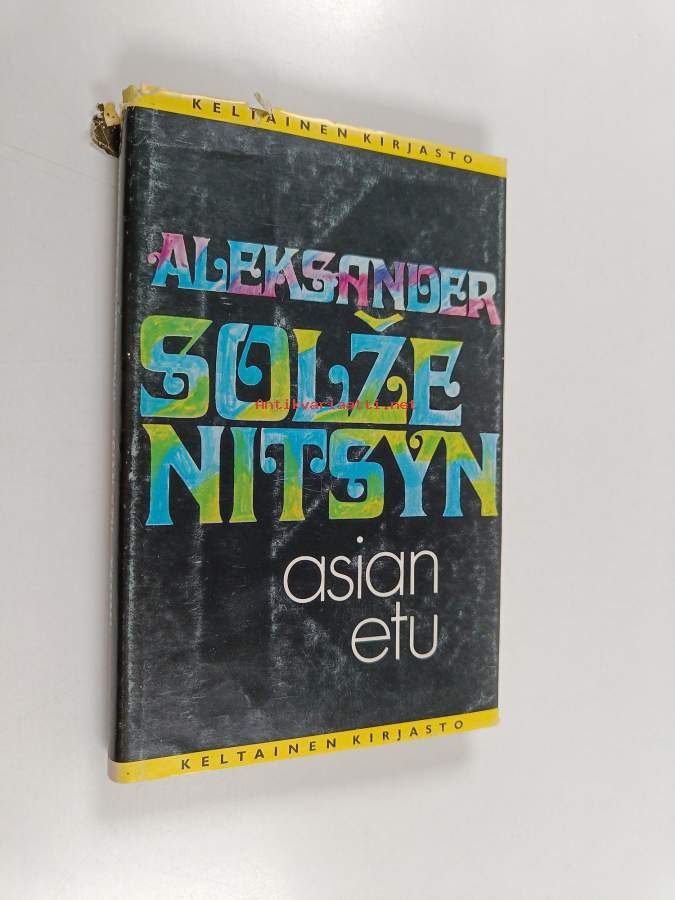 KELTAINEN KIRJASTO
ALEKSANDER
SOLŽE
Antikvariaatti.net
NITSYN
asian
etu
KELTAINEN KIRJASTO